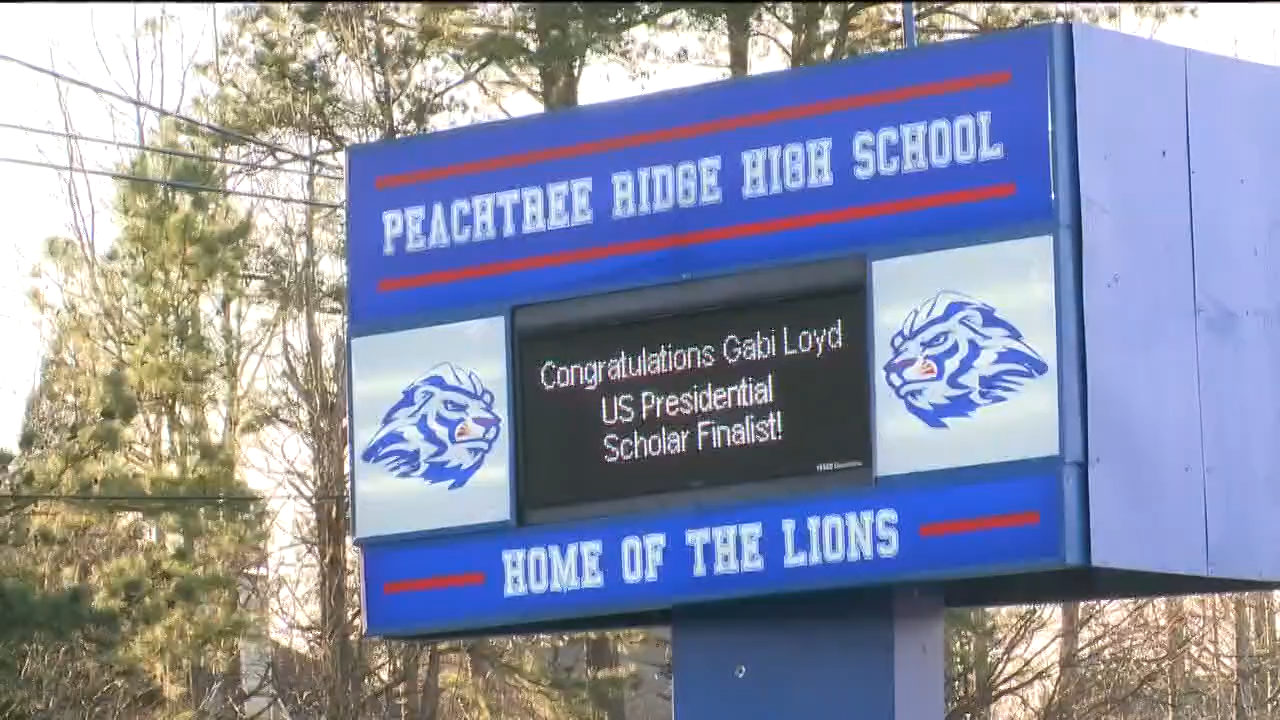 PEACHTREE RIDGE HIGH SCHOOL
Congratulations Gabi Loyd
US Presidential
Scholar Finalist!
HOME OF THE LIONS